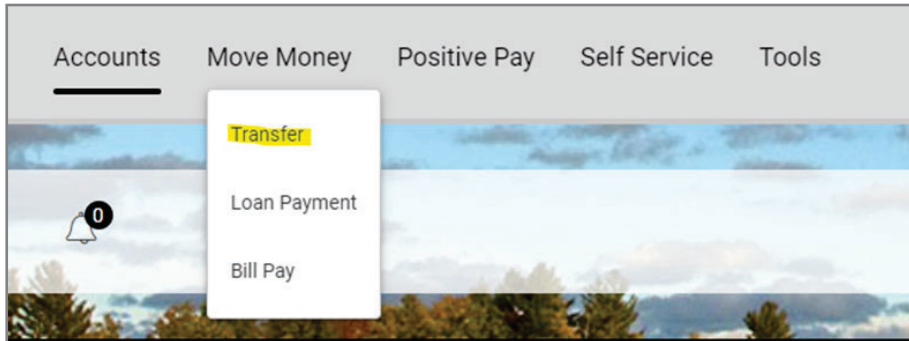 Accounts Move Money Positive Pay Self Service Tools
Transfer
0
Loan Payment
Bill Pay